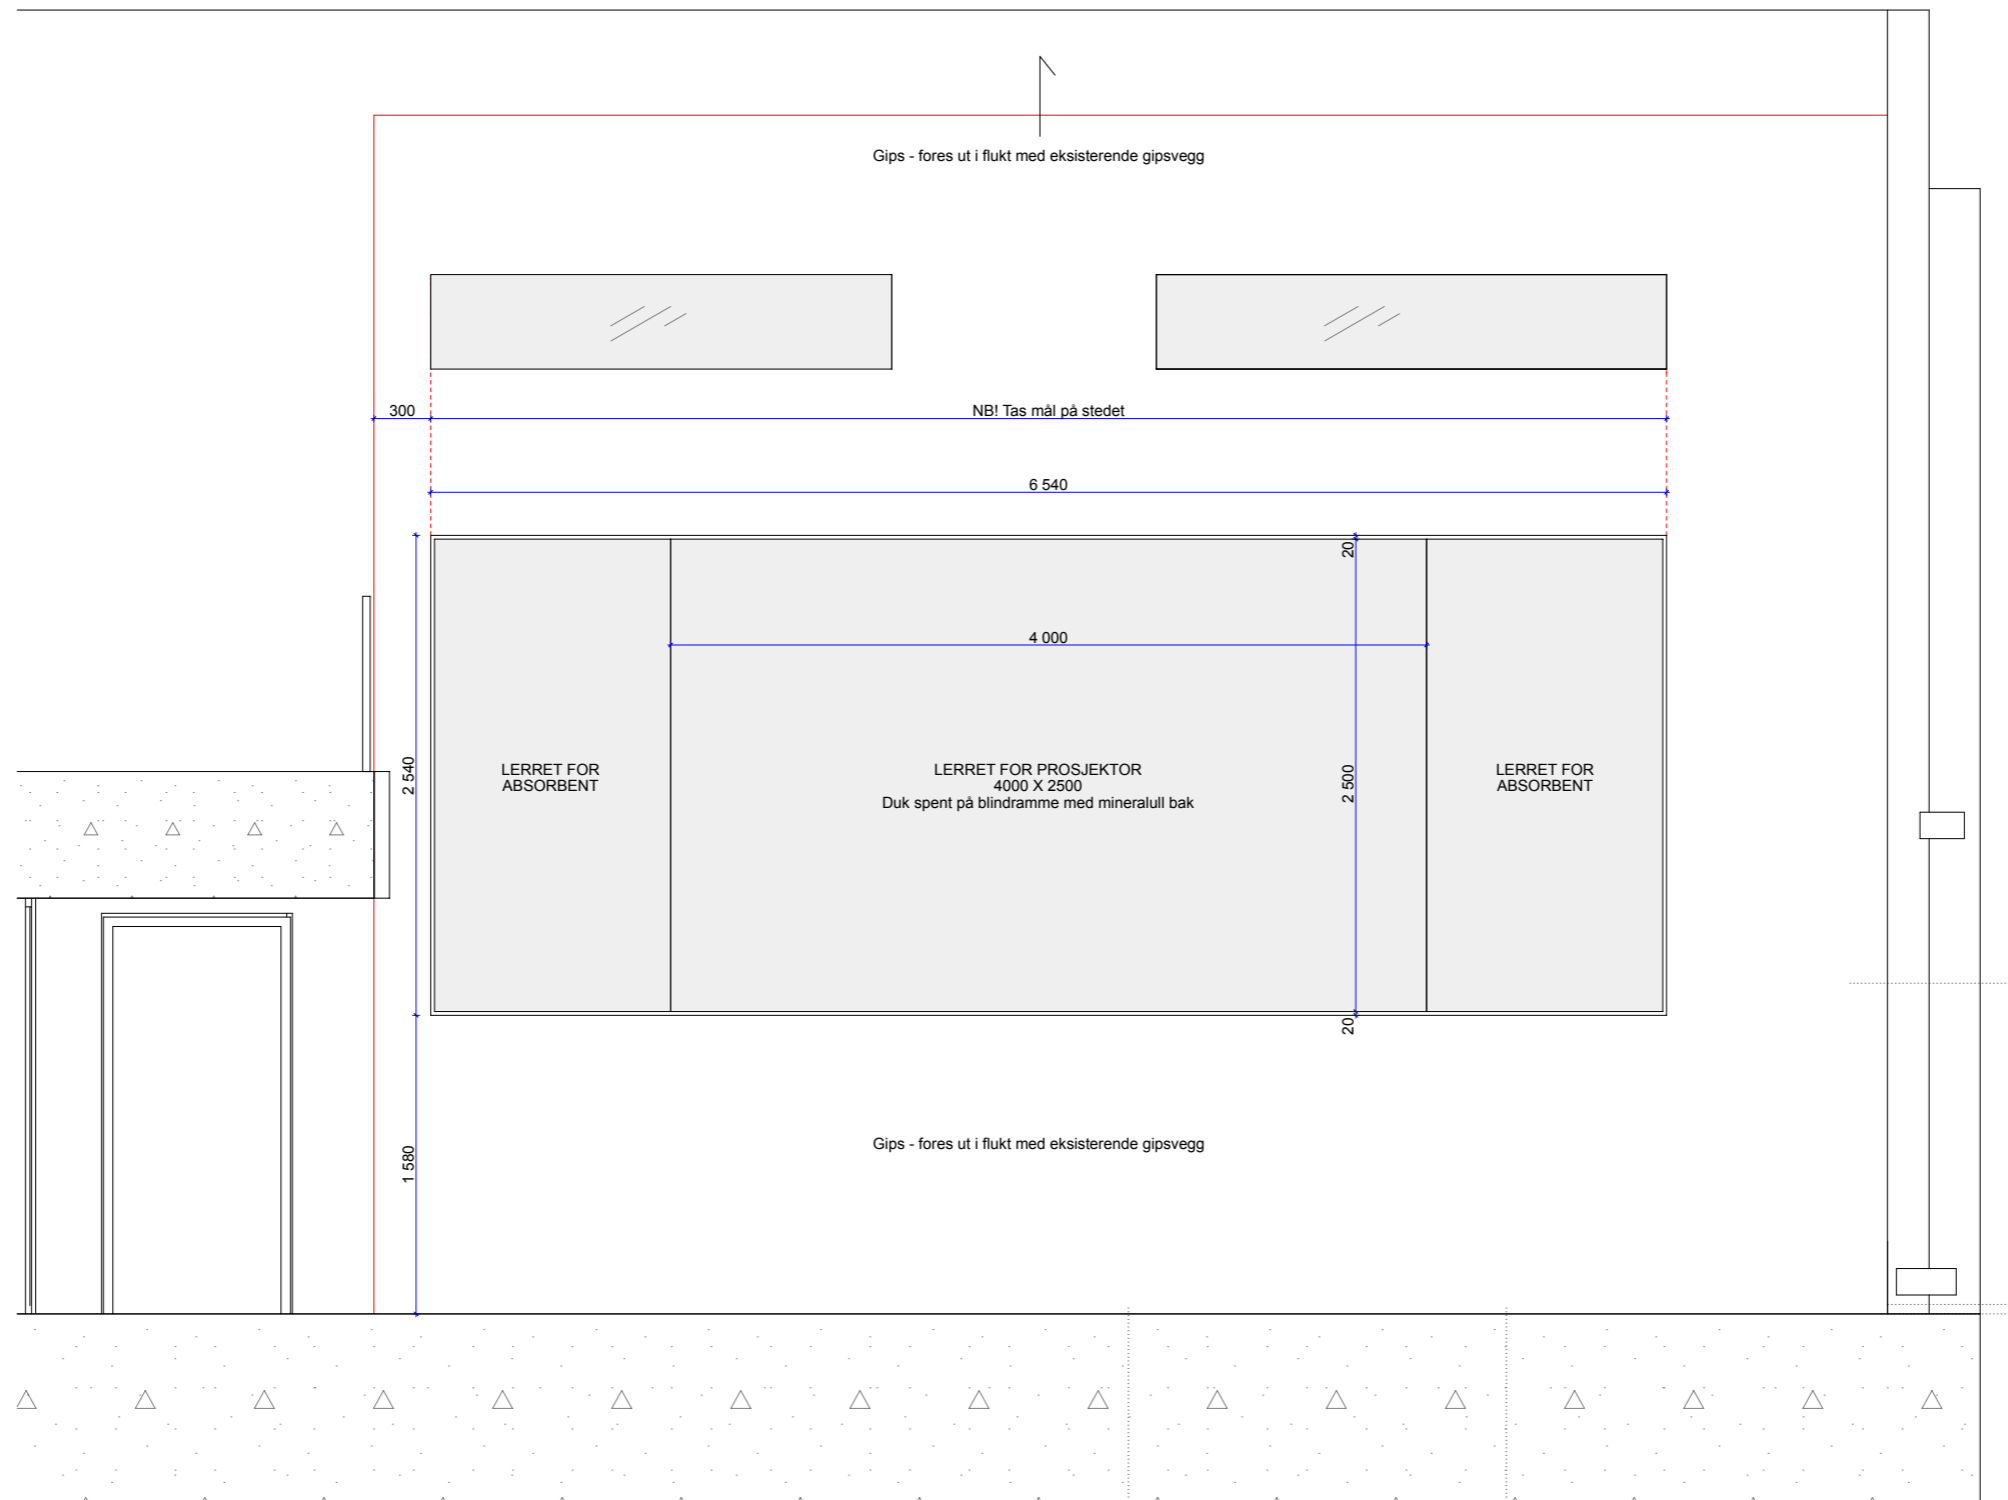 Gips - fores ut i flukt med eksisterende gipsvegg
300
NB! Tas mål på stedet
6 540
20
4 000
2 540
LERRET FOR
ABSORBENT
LERRET FOR PROSJEKTOR
4000 X 2500
Duk spent på blindramme med mineralull bak
2 500
LERRET FOR
ABSORBENT
20
1 580
Gips - fores ut i flukt med eksisterende gipsvegg